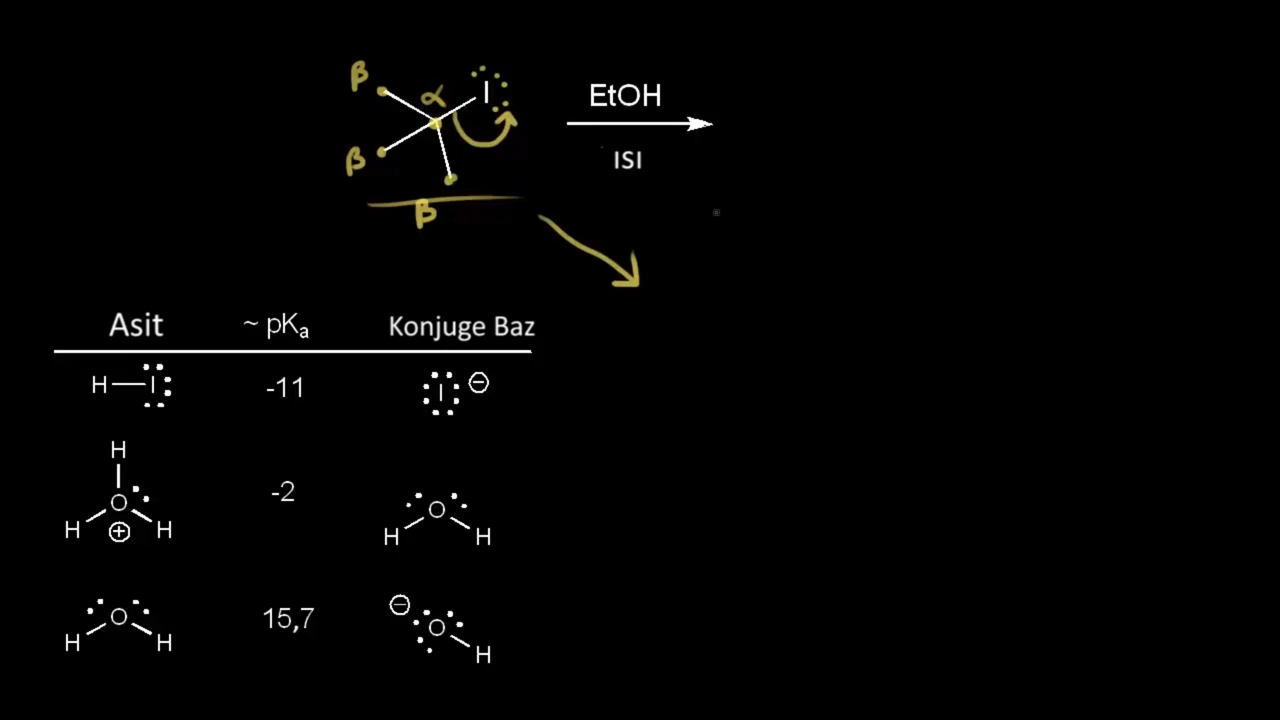 β
α
I
β
β
EtOH
ISI
Asit ~ pKₐ Konjuge Baz
H I -11 I ⊖
H
O
H ⊕ H
-2
O
H H
O
H H
15,7
⊖
O
H